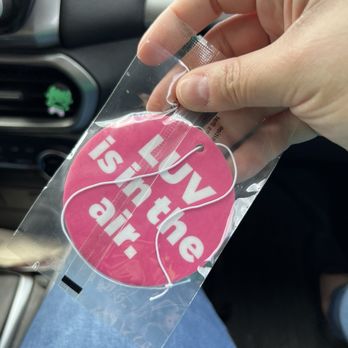 LUV
is in the
air.